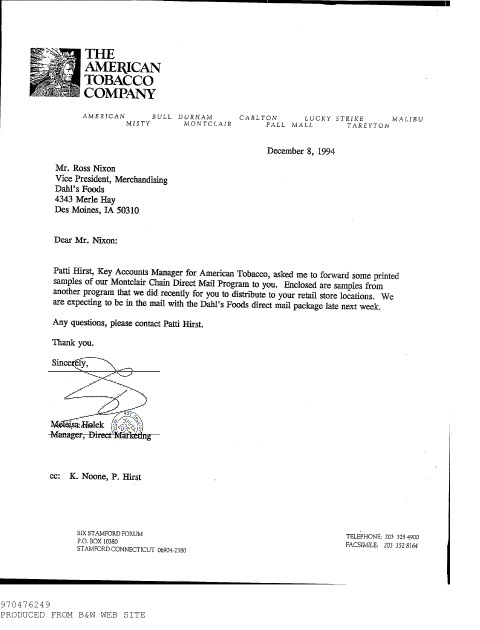 THE
AMERICAN
TOBACCO
COMPANY
AMERICAN BULL DURHAM CARLTON LUCKY STRIKE MALIBU
MISTY MONTCLAIR PALL MALL TAREYTON
December 8, 1994
Mr. Ross Nixon
Vice President, Merchandising
Dahl's Foods
4343 Merle Hay
Des Moines, IA 50310
Dear Mr. Nixon:
Patti Hirst, Key Accounts Manager for American Tobacco, asked me to forward some printed
samples of our Montclair Chain Direct Mail Program to you. Enclosed are samples from
another program that we did recently for you to distribute to your retail store locations. We
are expecting to be in the mail with the Dahl's Foods direct mail package late next week.
Any questions, please contact Patti Hirst.
Thank you.
Sincerely,
Holek
Manager, Direct Marketing
cc: K. Noone, P. Hirst
SIX STAMFORD FORUM
P.O. BOX 10380
STAMFORD CONNECTICUT 06904-2380
TELEPHONE: 203 325 4900
FACSIMILE: 203 352 8164
970476249
PRODUCED FROM B&W WEB SITE